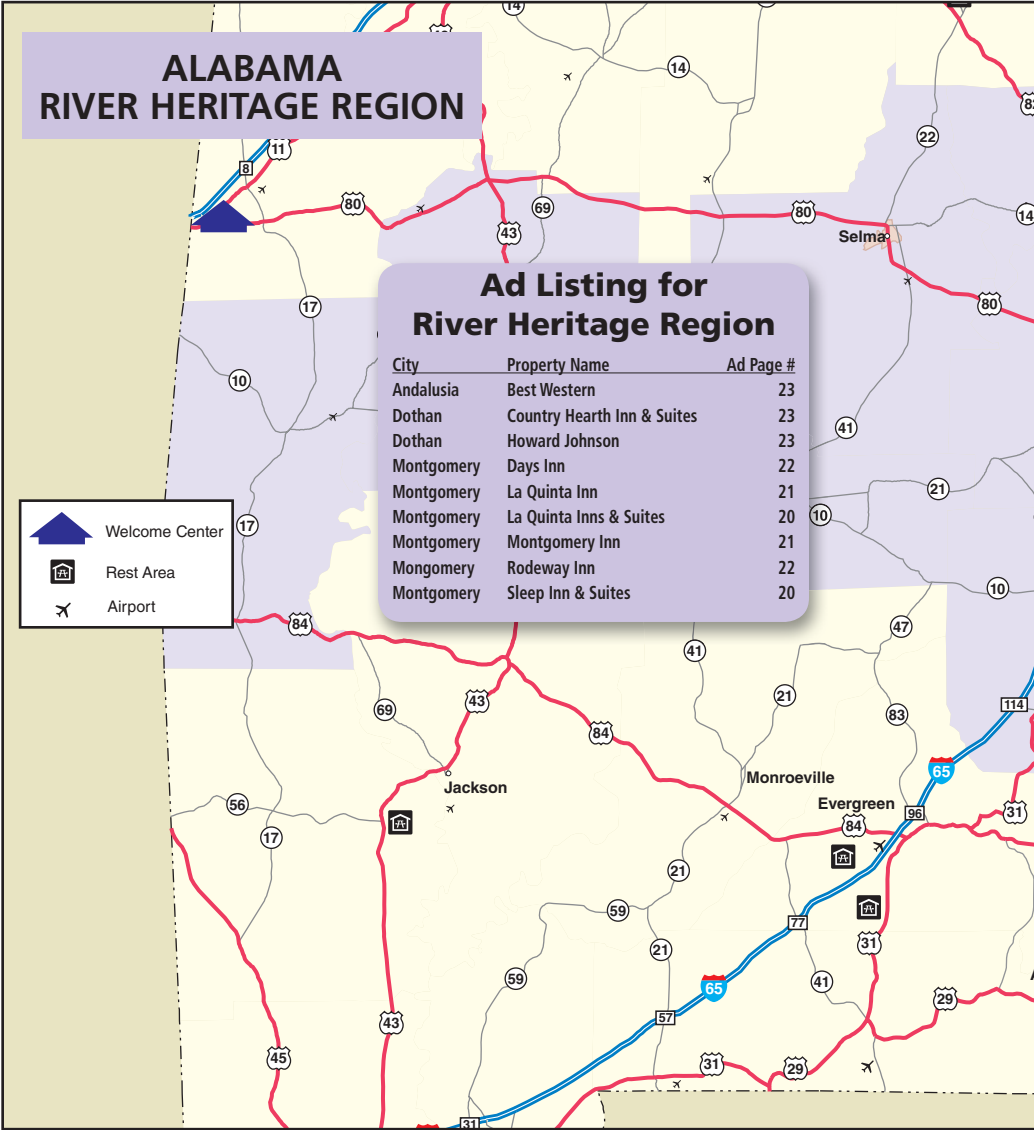 14
ALABAMA
RIVER HERITAGE REGION
14
82
11
22
8
80
69
80
14
43
Selma
17
80
Ad Listing for
River Heritage Region
City Property Name Ad Page #
Andalusia Best Western 23
Dothan Country Hearth Inn & Suites 23
Dothan Howard Johnson 23
Montgomery Days Inn 22
Montgomery La Quinta Inn 21
Montgomery La Quinta Inns & Suites 20
Montgomery Montgomery Inn 21
Mongomery Rodeway Inn 22
Montgomery Sleep Inn & Suites 20
10
41
21
10
17
Welcome Center
Rest Area
Airport
10
84
47
41
21
69
43
83
114
84
65
Jackson
Monroeville
Evergreen
56
17
84
96
31
21
59
77
31
21
59
41
65
29
57
43
45
31
29
31